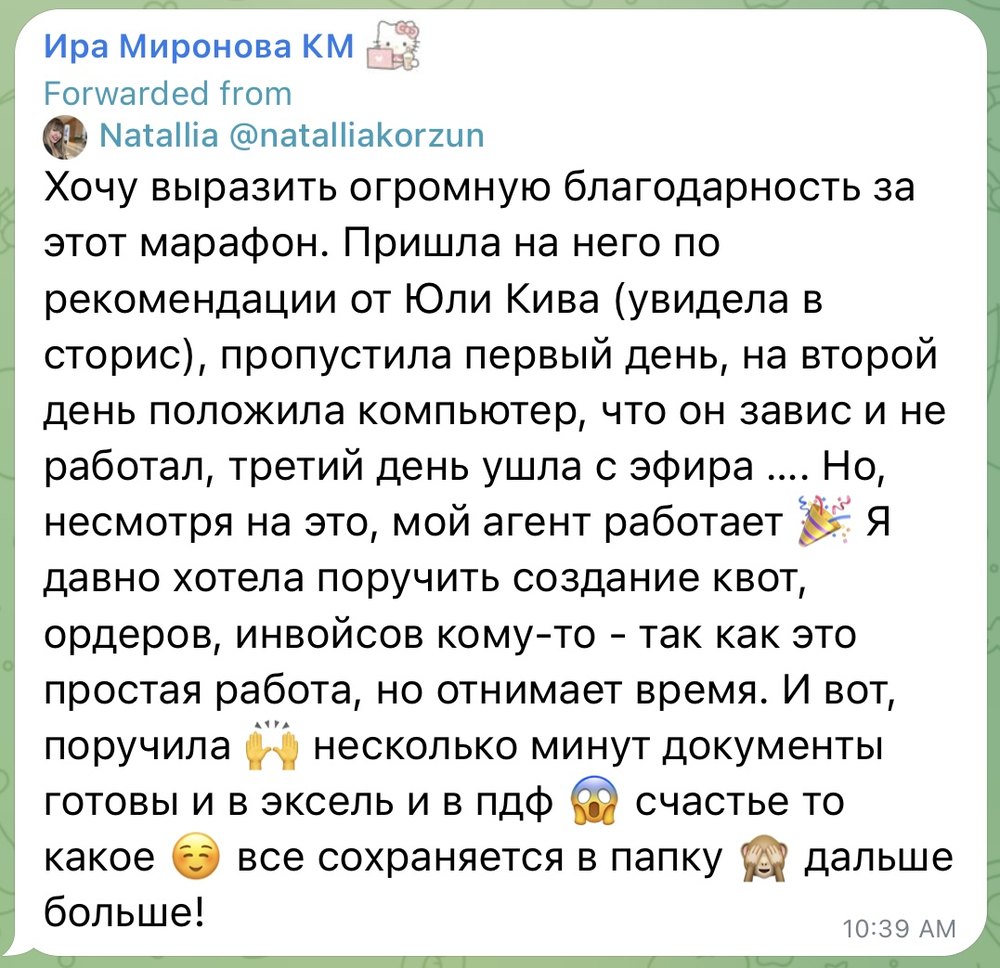 Ира Миронова КМ
Forwarded from
Natallia @natalliakorzun
Хочу выразить огромную благодарность за
этот марафон. Пришла на него по
рекомендации от Юли Кива (увидела в
сторис), пропустила первый день, на второй
день положила компьютер, что он завис и не
работал, третий день ушла с эфира .... Но,
несмотря на это, мой агент работает 🎉 Я
давно хотела поручить создание квот,
ордеров, инвойсов кому-то - так как это
простая работа, но отнимает время. И вот,
поручила 🙌 несколько минут документы
готовы и в эксель и в пдф 😱 счастье то
какое ☺️ все сохраняется в папку 🙈 дальше
больше!
10:39 AM